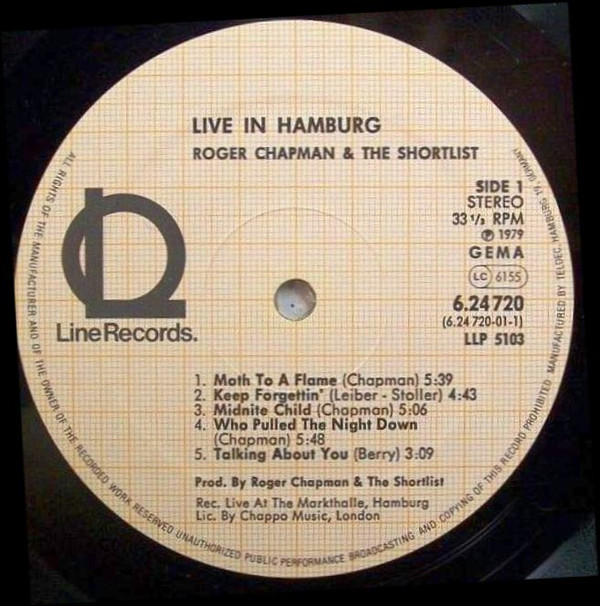 LIVE IN HAMBURG
ROGER CHAPMAN & THE SHORTLIST
SIDE 1
STEREO
33 1/3 RPM
℗ 1979
GEMA
LC 6155
6.24720
(6.24 720-01-1)
LLP 5103
Line Records.
1. Moth To A Flame (Chapman) 5:39
2. Keep Forgettin' (Leiber - Stoller) 4:43
3. Midnite Child (Chapman) 5:06
4. Who Pulled The Night Down
(Chapman) 5:48
5. Talking About You (Berry) 3:09
Prod. By Roger Chapman & The Shortlist
Rec. Live At The Markthalle, Hamburg
Lic. By Chappo Music, London
ALL RIGHTS OF THE MANUFACTURER AND OF THE OWNER OF THE RECORDED WORK RESERVED UNAUTHORIZED PUBLIC PERFORMANCE BROADCASTING AND COPYING OF THIS RECORD PROHIBITED. MANUFACTURED BY TELDEC, HAMBURG 19, GERMANY